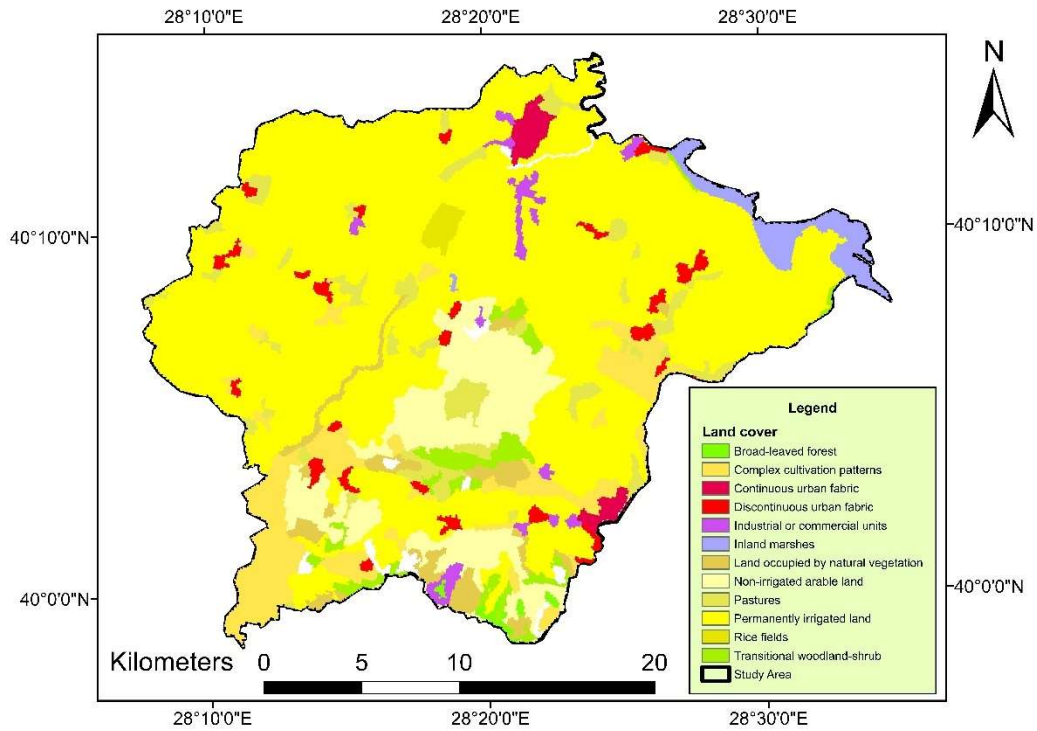 28°10'0"E 28°20'0"E 28°30'0"E
N
40°10'0"N 40°10'0"N
Legend
Land cover
Broad-leaved forest
Complex cultivation patterns
Continuous urban fabric
Discontinuous urban fabric
Industrial or commercial units
Inland marshes
Land occupied by natural vegetation
Non-irrigated arable land
Pastures
Permanently irrigated land
Rice fields
Transitional woodland-shrub
Study Area
40°0'0"N 40°0'0"N
Kilometers 0 5 10 20
28°10'0"E 28°20'0"E 28°30'0"E